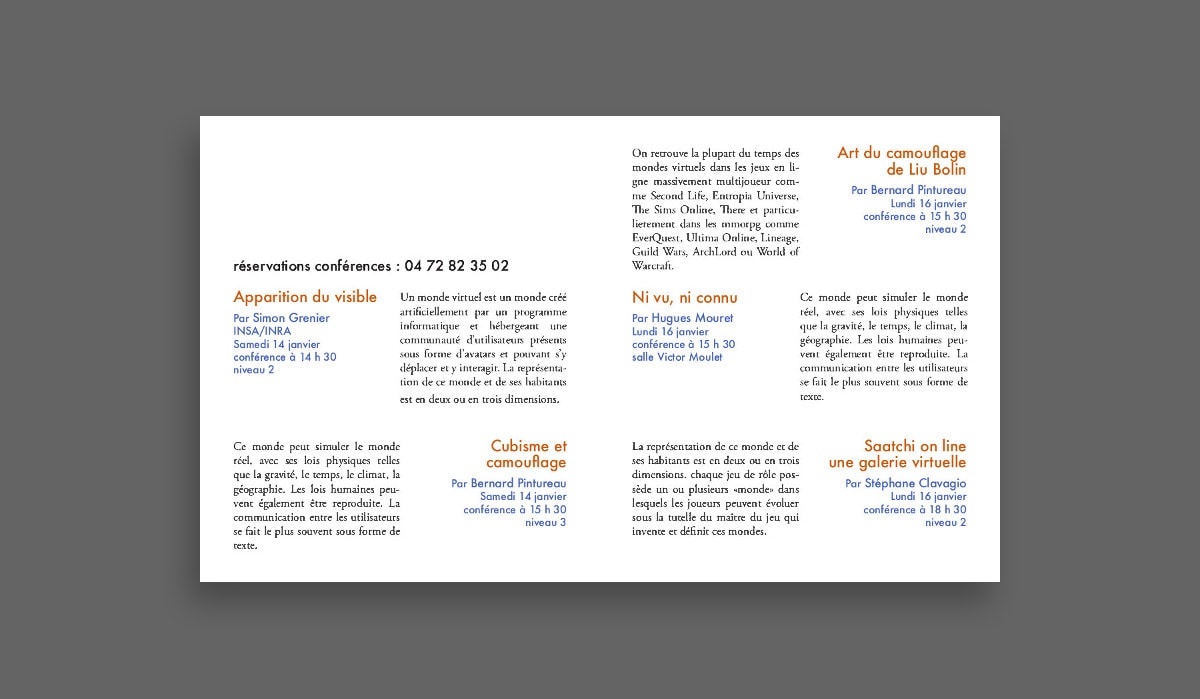 réservations conférences : 04 72 82 35 02
Apparition du visible
Par Simon Grenier
INSA/INRA
Samedi 14 janvier
conférence à 14 h 30
niveau 2
Un monde virtuel est un monde créé
artificiellement par un programme
informatique et hébergeant une
communauté d'utilisateurs présents
sous forme d'avatars et pouvant s'y
déplacer et y interagir. La représenta-
tion de ce monde et de ses habitants
est en deux ou en trois dimensions.
Ce monde peut simuler le monde
réel, avec ses lois physiques telles
que la gravité, le temps, le climat, la
géographie. Les lois humaines peu-
vent également être reproduite. La
communication entre les utilisateurs
se fait le plus souvent sous forme de
texte.
Cubisme et
camouflage
Par Bernard Pintureau
Samedi 14 janvier
conférence à 15 h 30
niveau 3
On retrouve la plupart du temps des
mondes virtuels dans les jeux en li-
gne massivement multijoueur com-
me Second Life, Entropia Universe,
The Sims Online, There et particu-
lierement dans les mmorpg comme
EverQuest, Ultima Online, Lineage,
Guild Wars, ArchLord ou World of
Warcraft.
Art du camouflage
de Liu Bolin
Par Bernard Pintureau
Lundi 16 janvier
conférence à 15 h 30
niveau 2
Ni vu, ni connu
Par Hugues Mouret
Lundi 16 janvier
conférence à 15 h 30
salle Victor Moulet
Ce monde peut simuler le monde
réel, avec ses lois physiques telles
que la gravité, le temps, le climat, la
géographie. Les lois humaines peu-
vent également être reproduite. La
communication entre les utilisateurs
se fait le plus souvent sous forme de
texte.
La représentation de ce monde et de
ses habitants est en deux ou en trois
dimensions. chaque jeu de rôle pos-
sède un ou plusieurs «monde» dans
lesquels les joueurs peuvent évoluer
sous la tutelle du maître du jeu qui
invente et définit ces mondes.
Saatchi on line
une galerie virtuelle
Par Stéphane Clavagio
Lundi 16 janvier
conférence à 18 h 30
niveau 2